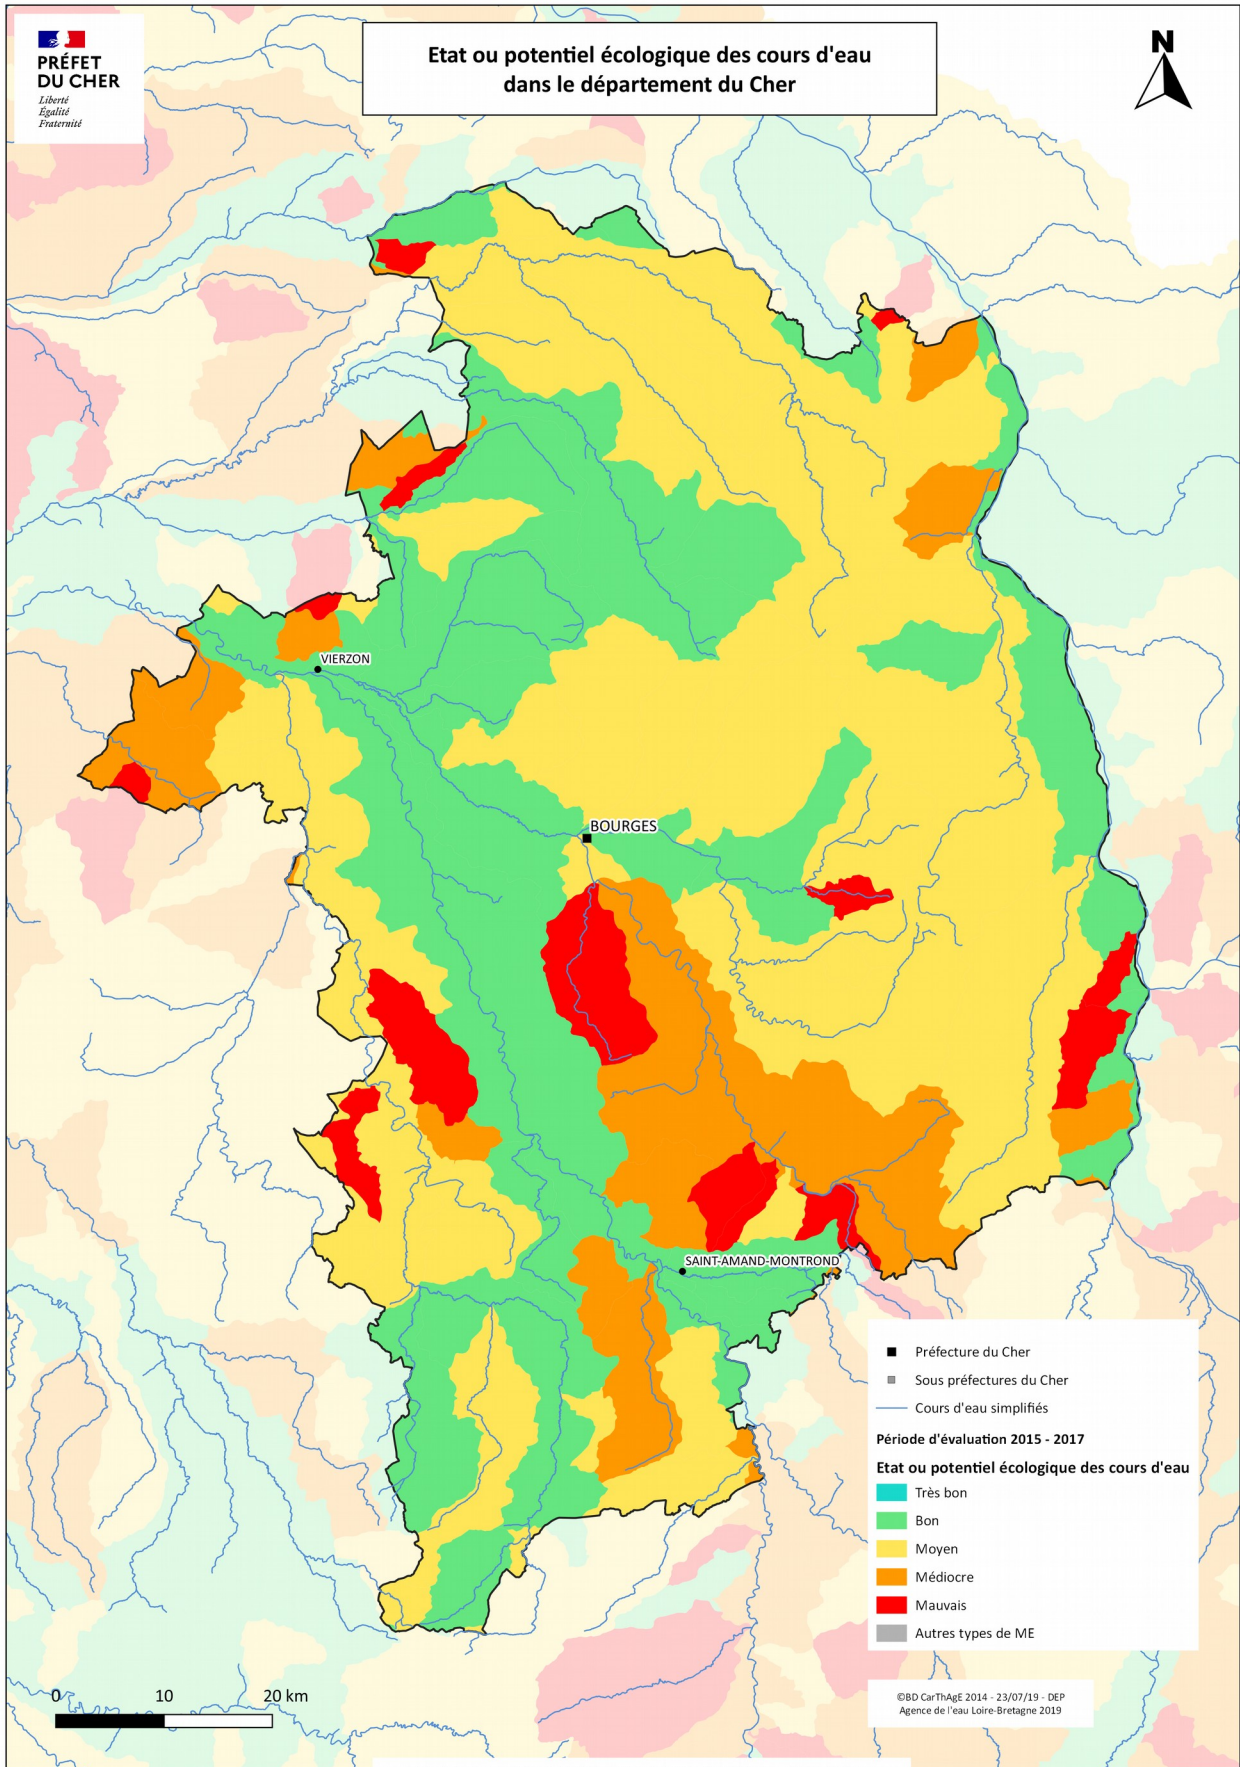 PRÉFET
DU CHER
Liberté
Égalité
Fraternité
Etat ou potentiel écologique des cours d'eau
dans le département du Cher
N
VIERZON
BOURGES
SAINT-AMAND-MONTROND
Préfecture du Cher
Sous préfectures du Cher
Cours d'eau simplifiés
Période d'évaluation 2015 - 2017
Etat ou potentiel écologique des cours d'eau
Très bon
Bon
Moyen
Médiocre
Mauvais
Autres types de ME
0 10 20 km
©BD CarThAgE 2014 - 23/07/19 - DEP
Agence de l'eau Loire-Bretagne 2019